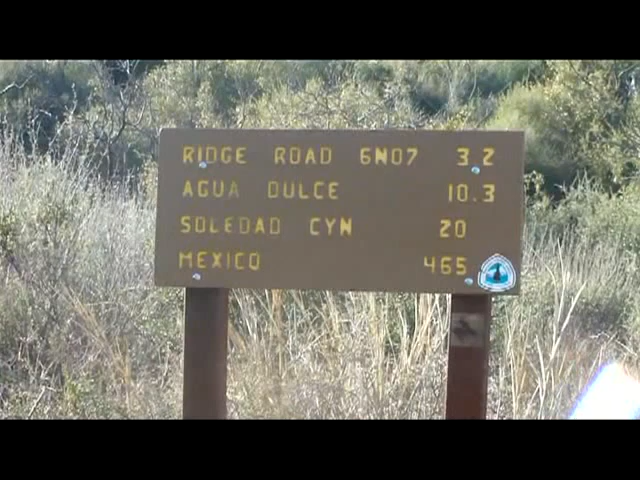 RIDGE ROAD 6N07 3.2
AGUA DULCE 10.3
SOLEDAD CYN 20
MEXICO 465